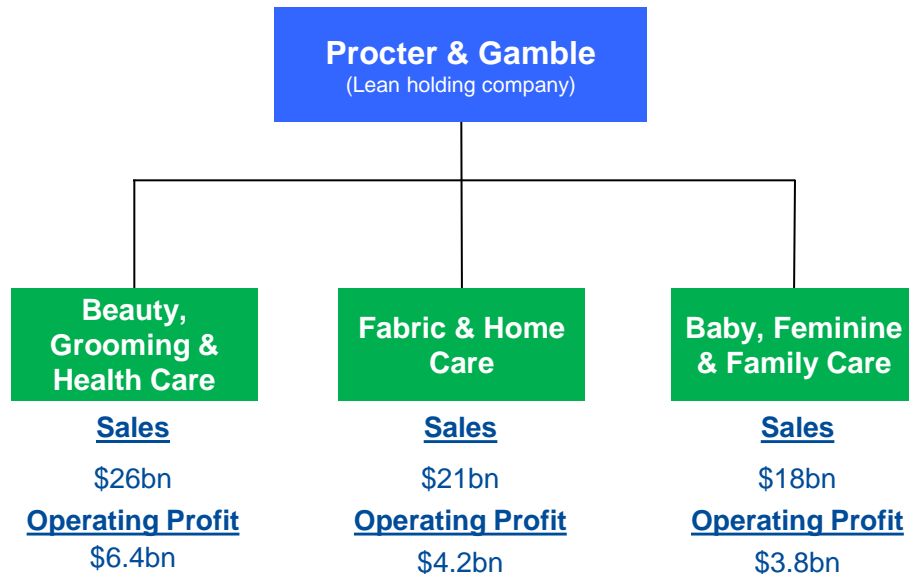 Procter & Gamble
(Lean holding company)
Beauty,
Grooming &
Health Care
Sales
$26bn
Operating Profit
$6.4bn
Fabric & Home
Care
Sales
$21bn
Operating Profit
$4.2bn
Baby, Feminine
& Family Care
Sales
$18bn
Operating Profit
$3.8bn